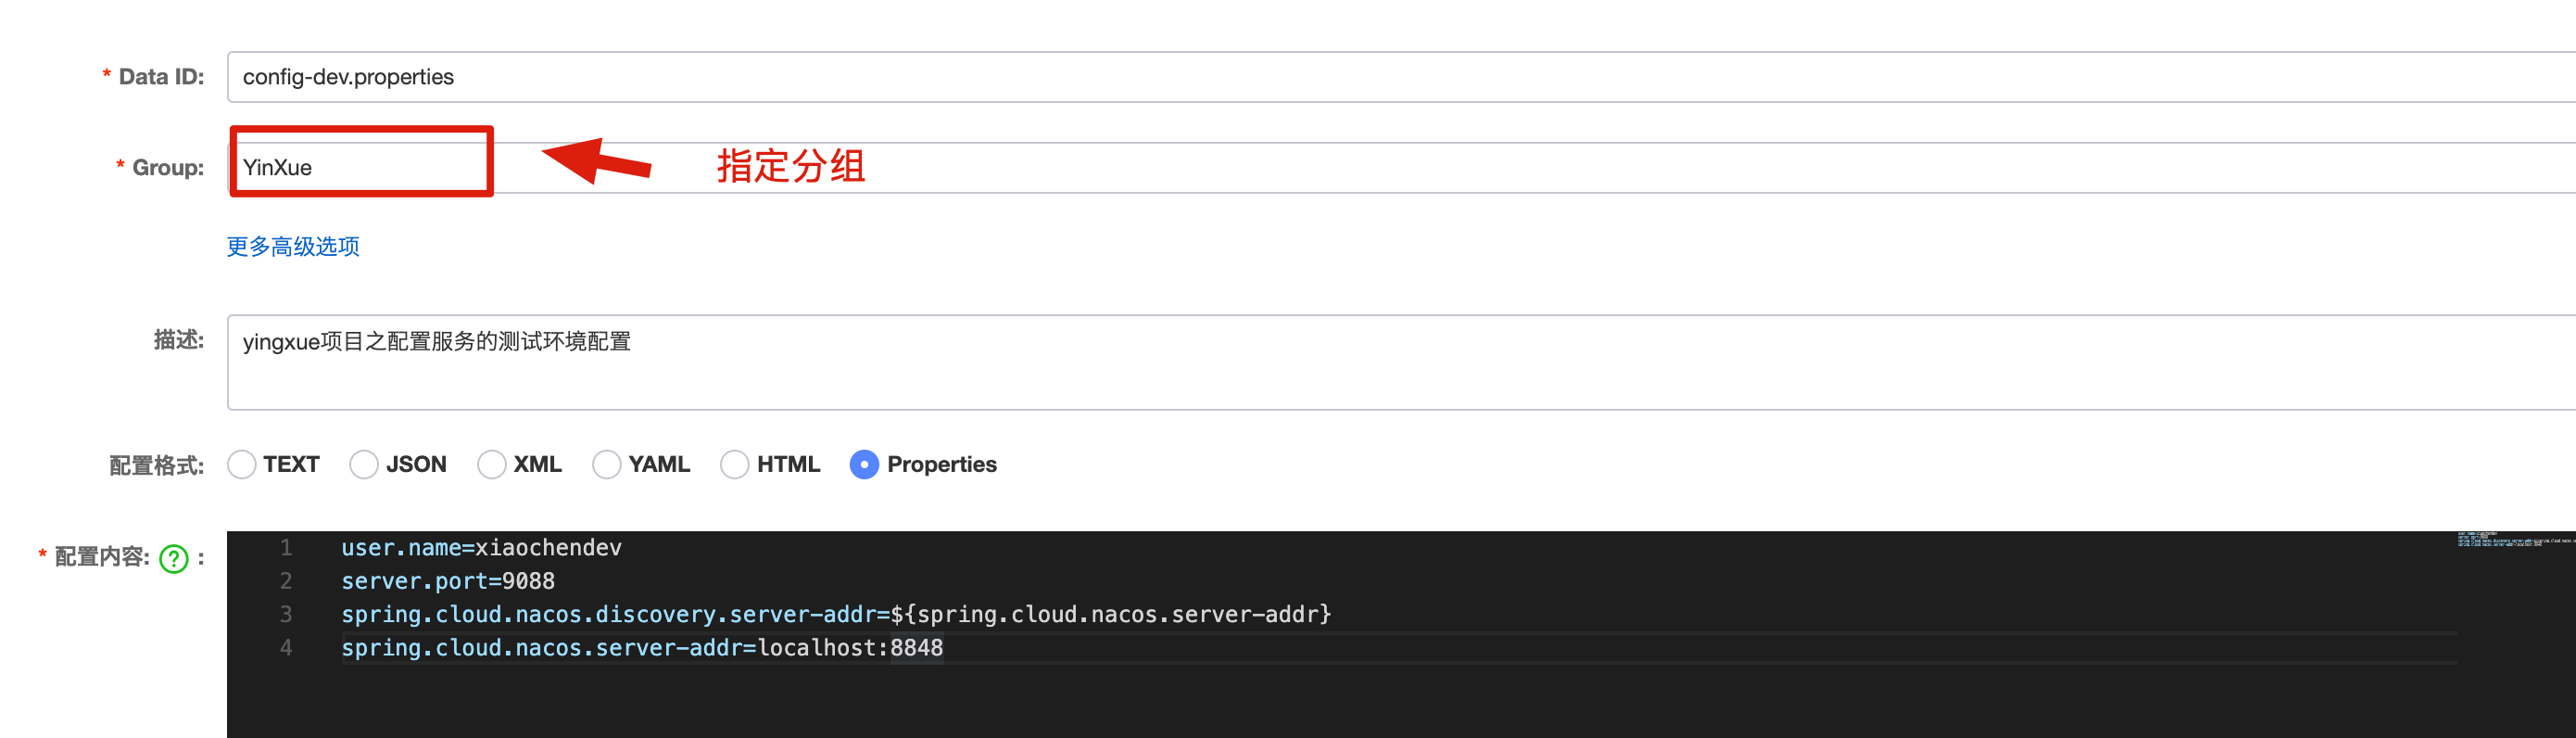 * Data ID: config-dev.properties
* Group: YinXue 指定分组
更多高级选项
描述: yingxue项目之配置服务的测试环境配置
配置格式: TEXT JSON XML YAML HTML Properties
* 配置内容: ? :
1 user.name=xiaochendev
2 server.port=9088
3 spring.cloud.nacos.discovery.server-addr=${spring.cloud.nacos.server-addr}
4 spring.cloud.nacos.server-addr=localhost:8848